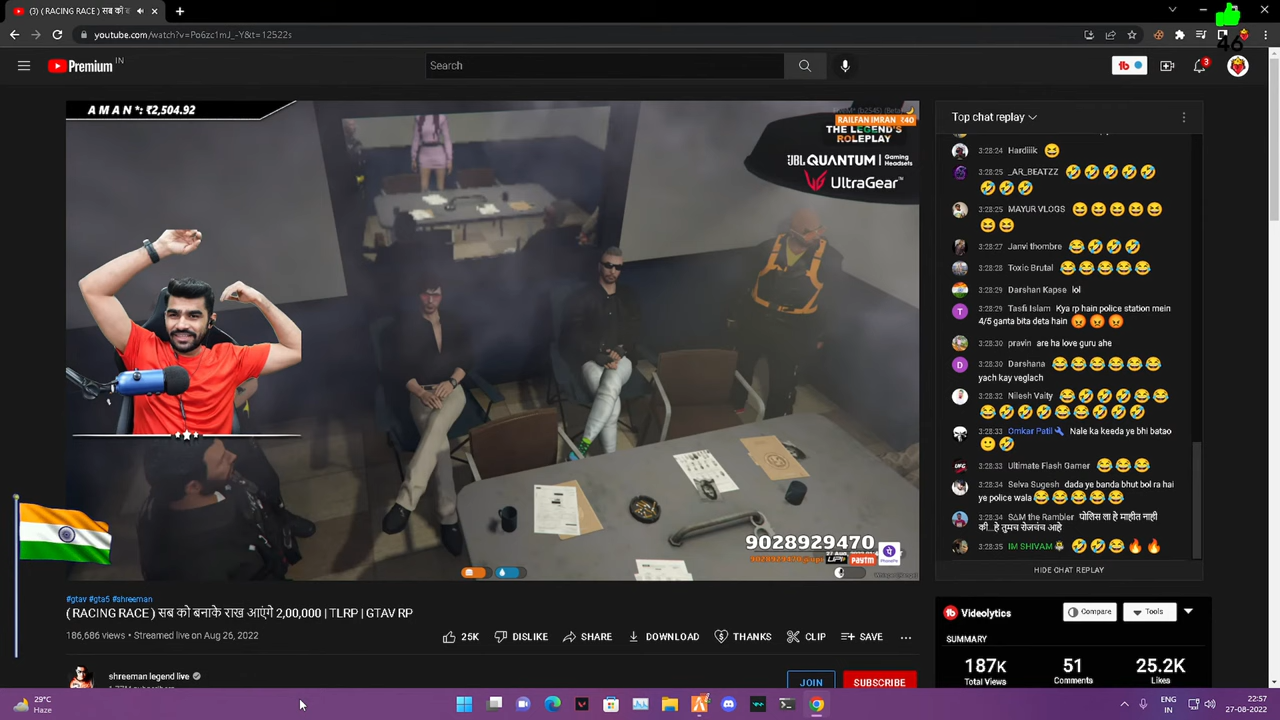 (3) ( RACING RACE ) सब को बना
46
youtube.com/watch?v=Po6zc1mJ_-Y&t=12522s
Premium IN
Search
3
A M A N *: ₹2,504.92
RAILFAN IMRAN ₹40
THE LEGEND'S
ROLEPLAY
JBL QUANTUM | Gaming Headsets
UltraGear™
9028929470
UPI
PAYTM
PhonePe
Top chat replay
3:28:24 Hardiiik
3:28:25 _AR_BEATZZ 🤣🤣🤣🤣🤣
🤣🤣🤣
3:28:25 MAYUR VLOGS 😆😆😆😆😆
😆😆
3:28:27 Janvi thombre 😂🤣🤣🤣
3:28:28 Toxic Brutal 😂😂😂😂😂
3:28:29 Darshan Kapse lol
3:28:29 Tasfi Islam Kya rp hain police station mein
4/5 ganta bita deta hain 😡😡😡
3:28:30 pravin are ha love guru ahe
3:28:30 Darshana 😂😂😂😂😂😂
yach kay veglach
3:28:32 Nilesh Vaity 😂🤣🤣🤣😂😂
😂🤣🤣🤣😂😂🤣🤣🤣
3:28:33 Omkar Patil Nale ka keeda ye bhi batao
🙂🤣
3:28:33 Ultimate Flash Gamer 😂😂😂
3:28:34 Selva Sugesh dada ye banda bhut bol ra hai
ye police wala 😂😂😂😂😂
3:28:34 SΔM the Rambler पोलिस ला हे माहीत नाही
की...हे तुमच रोजचंच आहे
3:28:35 IM SHIVAM 🤣🤣😂🔥🔥
HIDE CHAT REPLAY
#gtav #gta5 #shreeman
( RACING RACE ) सब को बनाके राख आएंगे 2,00,000 | TLRP | GTAV RP
186,686 views • Streamed live on Aug 26, 2022
25K DISLIKE SHARE DOWNLOAD THANKS CLIP SAVE
shreeman legend live
JOIN SUBSCRIBE
Videolytics Compare Tools
SUMMARY
187K 51 25.2K
Total Views Comments Likes
29°C
Haze
ENG
IN
22:57
27-08-2022